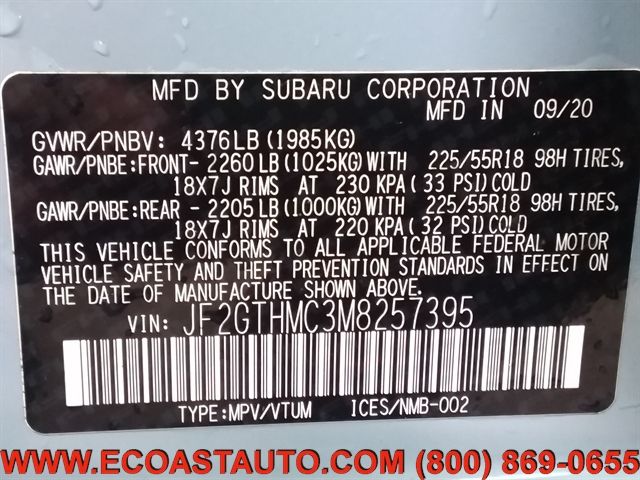 MFD BY SUBARU CORPORATION
MFD IN 09/20
GVWR/PNBV: 4376LB(1985KG)
GAWR/PNBE:FRONT- 2260LB(1025KG)WITH 225/55R18 98H TIRES,
18X7J RIMS AT 230 KPA(33 PSI)COLD
GAWR/PNBE:REAR - 2205LB(1000KG)WITH 225/55R18 98H TIRES,
18X7J RIMS AT 220 KPA(32 PSI)COLD
THIS VEHICLE CONFORMS TO ALL APPLICABLE FEDERAL MOTOR
VEHICLE SAFETY AND THEFT PREVENTION STANDARDS IN EFFECT ON
THE DATE OF MANUFACTURE SHOWN ABOVE.
VIN: JF2GTHMC3M8257395
TYPE:MPV/VTUM ICES/NMB-002
WWW.ECOASTAUTO.COM (800) 869-0655